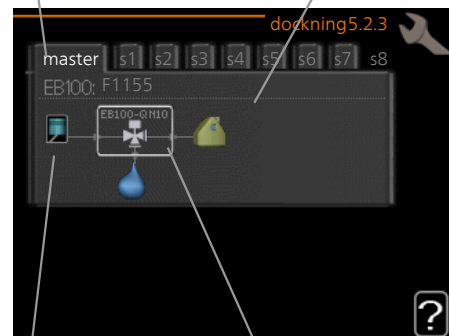 dockning5.2.3
master s1 s2 s3 s4 s5 s6 s7 s8
EB100: F1155
EB100-QN10
?